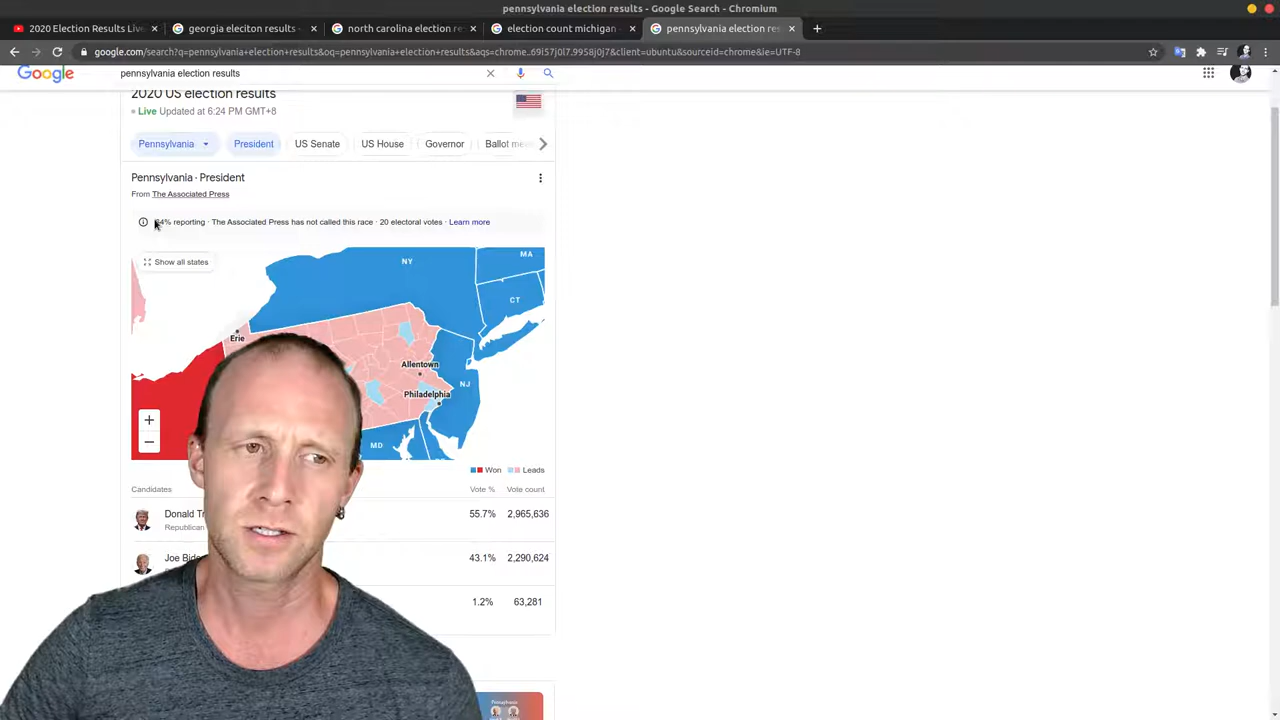 pennsylvania election results - Google Search - Chromium
2020 Election Results Live
georgia eleciton results -
north carolina election re
election count michigan -
pennsylvania election res
google.com/search?q=pennsylvania+election+results&oq=pennsylvania+election+results&aqs=chrome..69i57j0l7.9958j0j7&client=ubuntu&sourceid=chrome&ie=UTF-8
Google
pennsylvania election results
2020 US election results
Live Updated at 6:24 PM GMT+8
Pennsylvania President US Senate US House Governor Ballot mea
Pennsylvania · President
From The Associated Press
reporting · The Associated Press has not called this race · 20 electoral votes · Learn more
Show all states
NY
MA
CT
Erie
Allentown
NJ
Philadelphia
MD
Won Leads
Candidates Vote % Vote count
Donald Tr 55.7% 2,965,636
Republican
Joe Bide 43.1% 2,290,624
1.2% 63,281